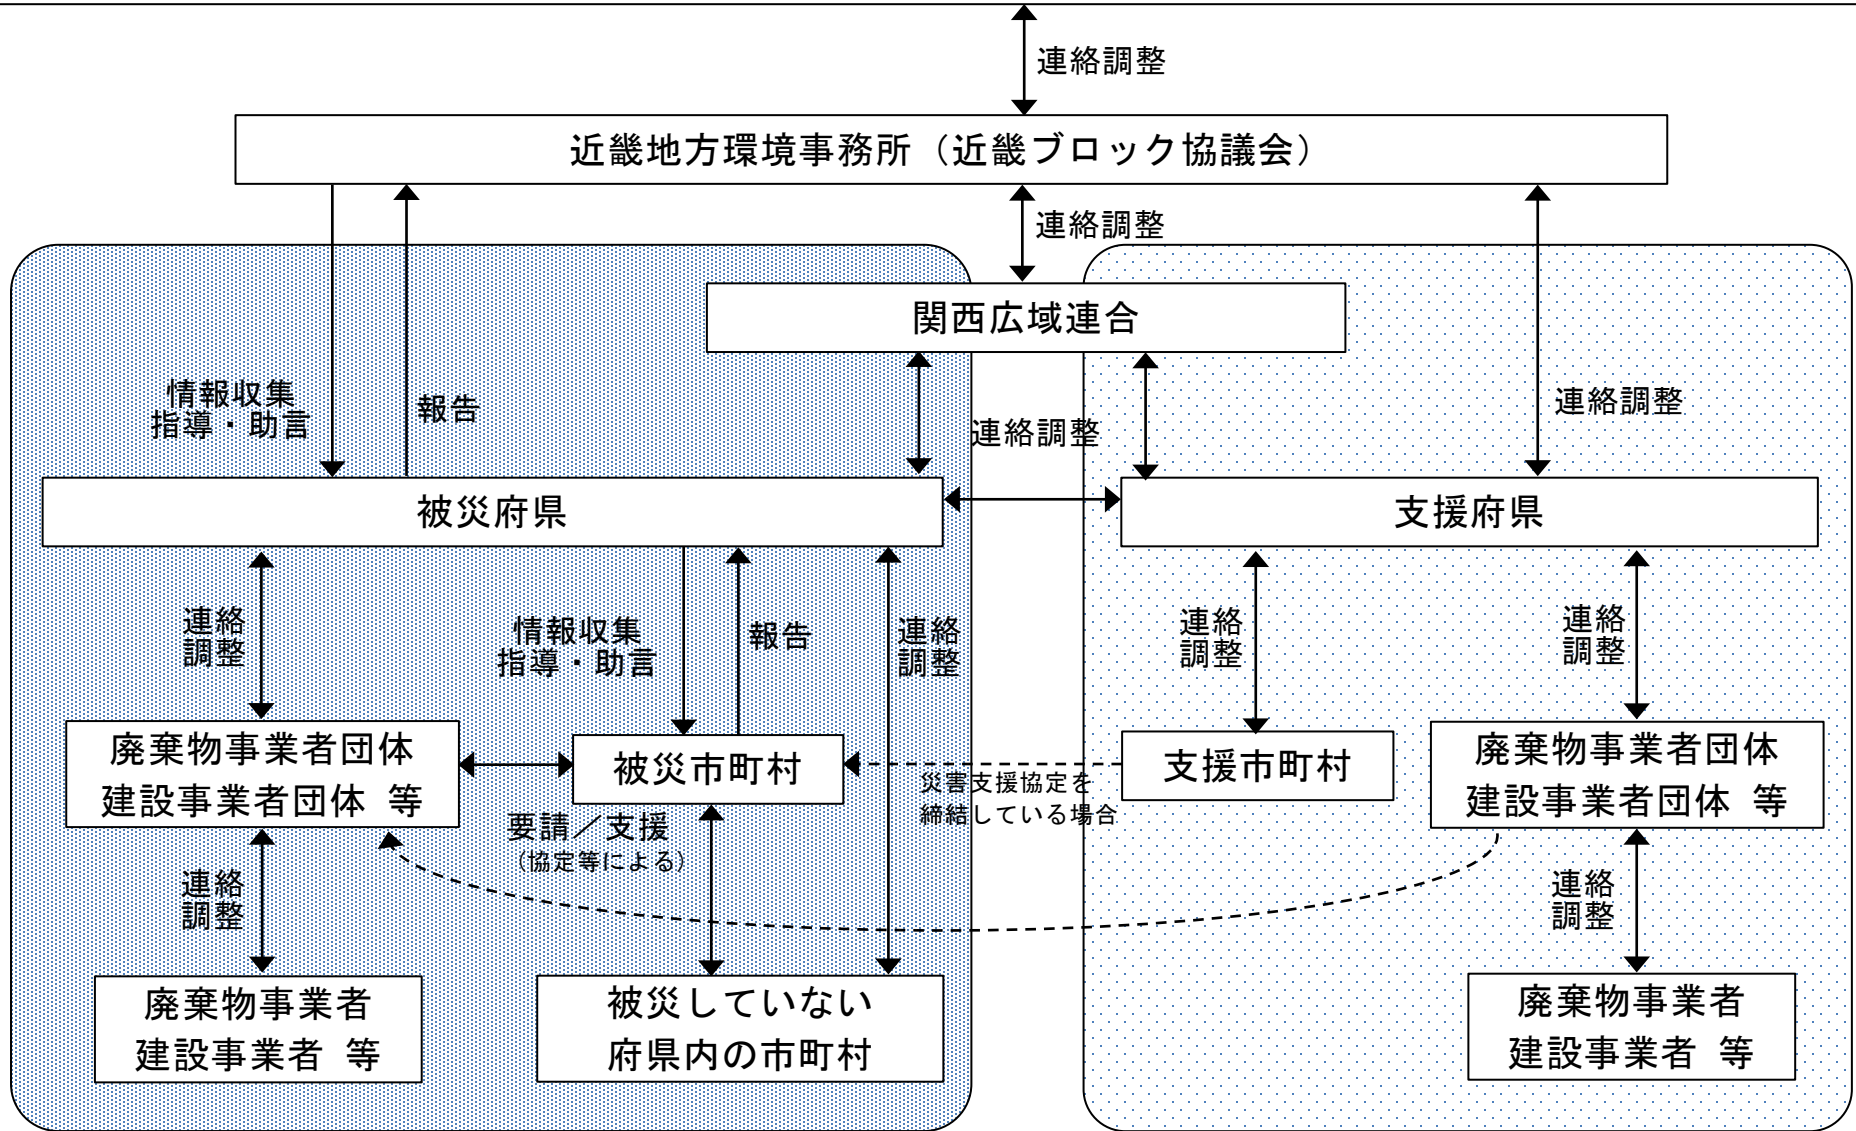 連絡調整
近畿地方環境事務所（近畿ブロック協議会）
連絡調整
関西広域連合
情報収集
指導・助言
報告
連絡調整
連絡調整
被災府県
支援府県
連絡
調整
情報収集
指導・助言
報告
連絡
調整
連絡
調整
連絡
調整
廃棄物事業者団体
建設事業者団体 等
被災市町村
災害支援協定を
締結している場合
支援市町村
廃棄物事業者団体
建設事業者団体 等
要請／支援
（協定等による）
連絡
調整
連絡
調整
廃棄物事業者
建設事業者 等
被災していない
府県内の市町村
廃棄物事業者
建設事業者 等